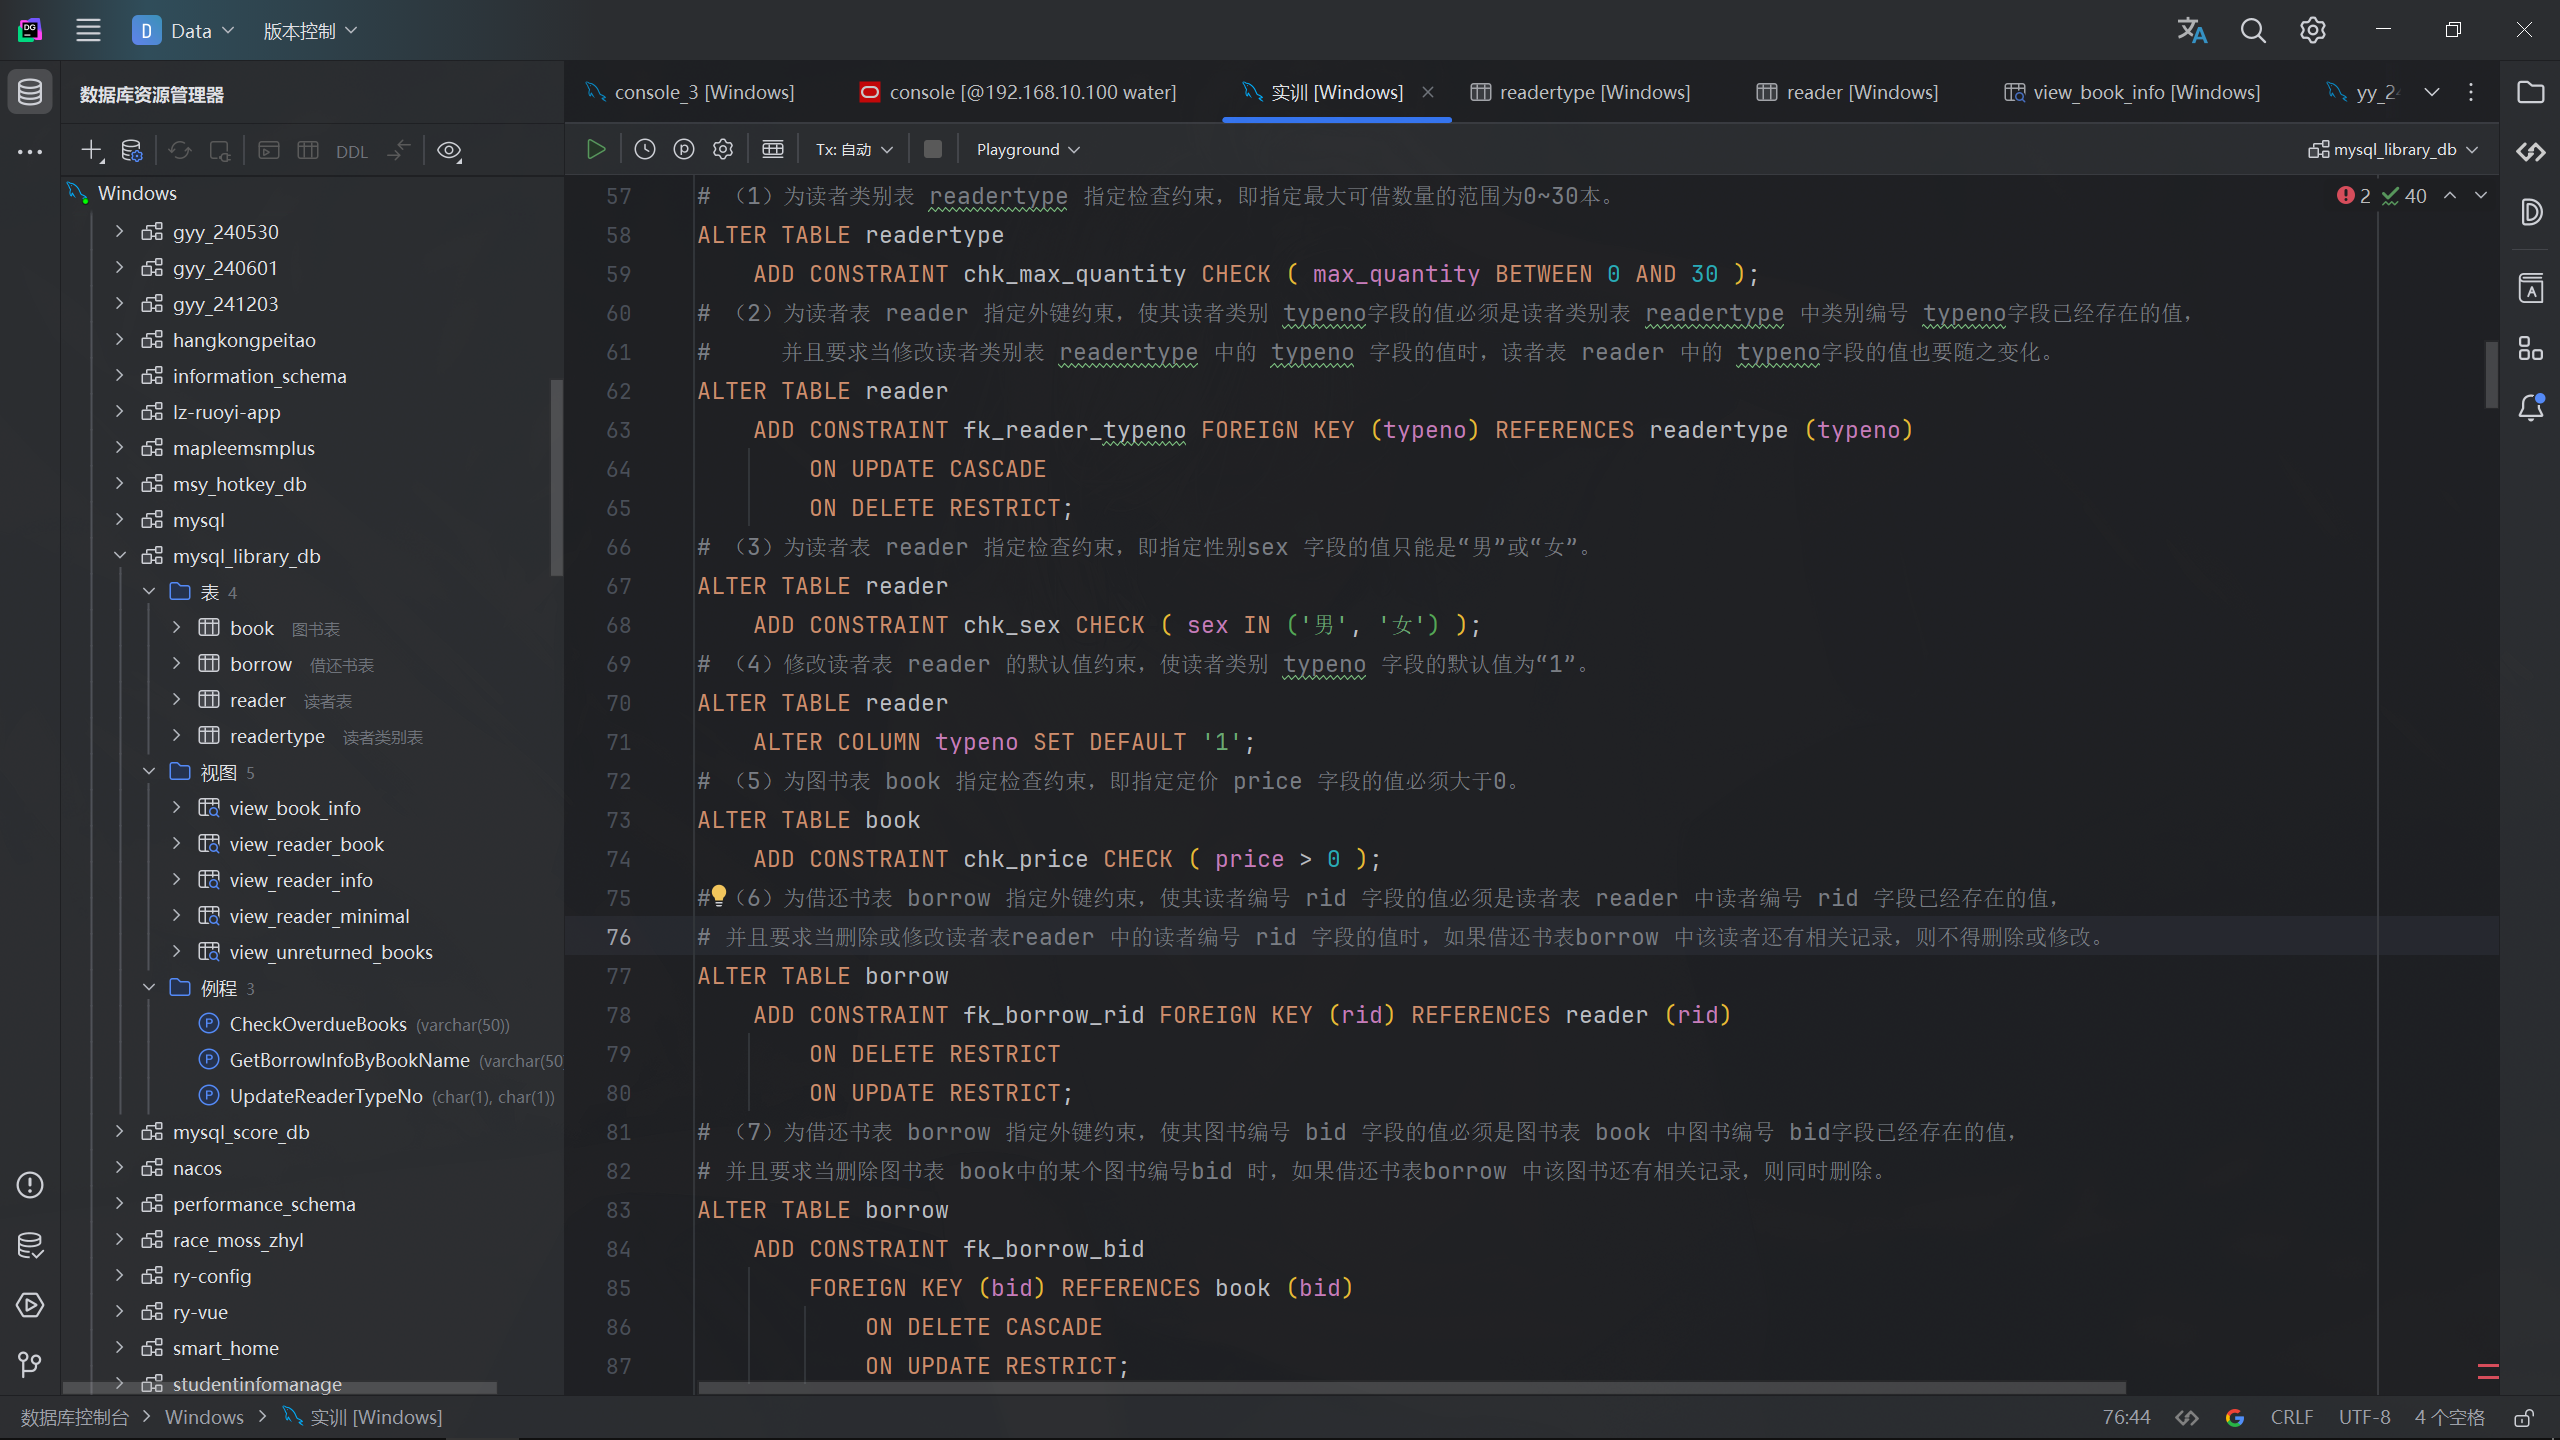 D Data 版本控制
数据库资源管理器
DDL
Windows
gyy_240530
gyy_240601
gyy_241203
hangkongpeitao
information_schema
lz-ruoyi-app
mapleemsmplus
msy_hotkey_db
mysql
mysql_library_db
表 4
book 图书表
borrow 借还书表
reader 读者表
readertype 读者类别表
视图 5
view_book_info
view_reader_book
view_reader_info
view_reader_minimal
view_unreturned_books
例程 3
CheckOverdueBooks (varchar(50))
GetBorrowInfoByBookName (varchar(50
UpdateReaderTypeNo (char(1), char(1))
mysql_score_db
nacos
performance_schema
race_moss_zhyl
ry-config
ry-vue
smart_home
studentinfomanage
console_3 [Windows] console [@192.168.10.100 water] 实训 [Windows] readertype [Windows] reader [Windows] view_book_info [Windows] yy_2
Tx: 自动 Playground mysql_library_db
2 40
57 # （1）为读者类别表 readertype 指定检查约束，即指定最大可借数量的范围为0~30本。
58 ALTER TABLE readertype
59 ADD CONSTRAINT chk_max_quantity CHECK ( max_quantity BETWEEN 0 AND 30 );
60 # （2）为读者表 reader 指定外键约束，使其读者类别 typeno字段的值必须是读者类别表 readertype 中类别编号 typeno字段已经存在的值，
61 # 并且要求当修改读者类别表 readertype 中的 typeno 字段的值时，读者表 reader 中的 typeno字段的值也要随之变化。
62 ALTER TABLE reader
63 ADD CONSTRAINT fk_reader_typeno FOREIGN KEY (typeno) REFERENCES readertype (typeno)
64 ON UPDATE CASCADE
65 ON DELETE RESTRICT;
66 # （3）为读者表 reader 指定检查约束，即指定性别sex 字段的值只能是“男”或“女”。
67 ALTER TABLE reader
68 ADD CONSTRAINT chk_sex CHECK ( sex IN ('男', '女') );
69 # （4）修改读者表 reader 的默认值约束，使读者类别 typeno 字段的默认值为“1”。
70 ALTER TABLE reader
71 ALTER COLUMN typeno SET DEFAULT '1';
72 # （5）为图书表 book 指定检查约束，即指定定价 price 字段的值必须大于0。
73 ALTER TABLE book
74 ADD CONSTRAINT chk_price CHECK ( price > 0 );
75 # （6）为借还书表 borrow 指定外键约束，使其读者编号 rid 字段的值必须是读者表 reader 中读者编号 rid 字段已经存在的值，
76 # 并且要求当删除或修改读者表reader 中的读者编号 rid 字段的值时，如果借还书表borrow 中该读者还有相关记录，则不得删除或修改。
77 ALTER TABLE borrow
78 ADD CONSTRAINT fk_borrow_rid FOREIGN KEY (rid) REFERENCES reader (rid)
79 ON DELETE RESTRICT
80 ON UPDATE RESTRICT;
81 # （7）为借还书表 borrow 指定外键约束，使其图书编号 bid 字段的值必须是图书表 book 中图书编号 bid字段已经存在的值，
82 # 并且要求当删除图书表 book中的某个图书编号bid 时，如果借还书表borrow 中该图书还有相关记录，则同时删除。
83 ALTER TABLE borrow
84 ADD CONSTRAINT fk_borrow_bid
85 FOREIGN KEY (bid) REFERENCES book (bid)
86 ON DELETE CASCADE
87 ON UPDATE RESTRICT;
数据库控制台 Windows 实训 [Windows] 76:44 CRLF UTF-8 4 个空格